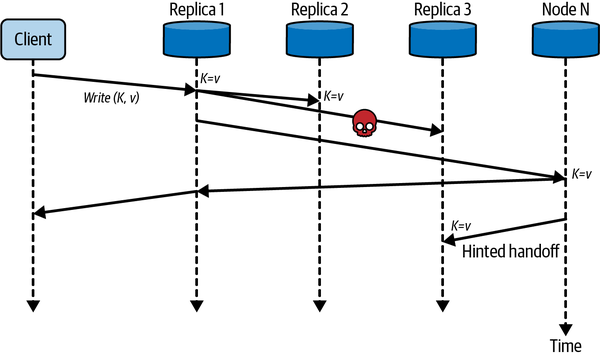 Client
Replica 1
Replica 2
Replica 3
Node N
K=v
Write (K, v)
K=v
K=v
K=v
Hinted handoff
Time